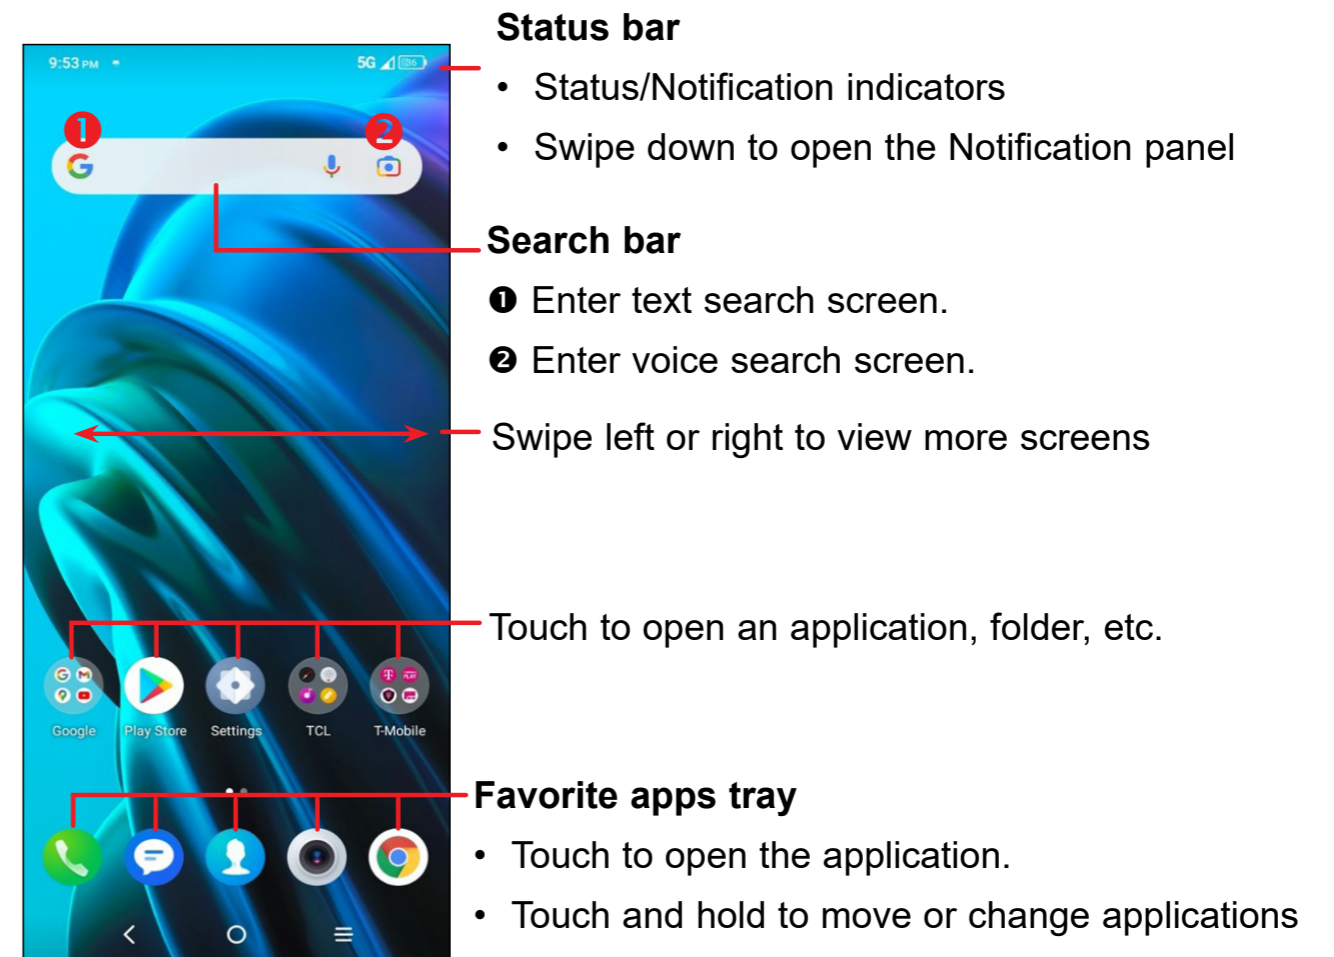 Status bar
9:53 PM
5G 36
• Status/Notification indicators
• Swipe down to open the Notification panel
❶ ❷
Search bar
❶ Enter text search screen.
❷ Enter voice search screen.
Swipe left or right to view more screens
Touch to open an application, folder, etc.
Google Play Store Settings TCL T-Mobile
Favorite apps tray
• Touch to open the application.
• Touch and hold to move or change applications